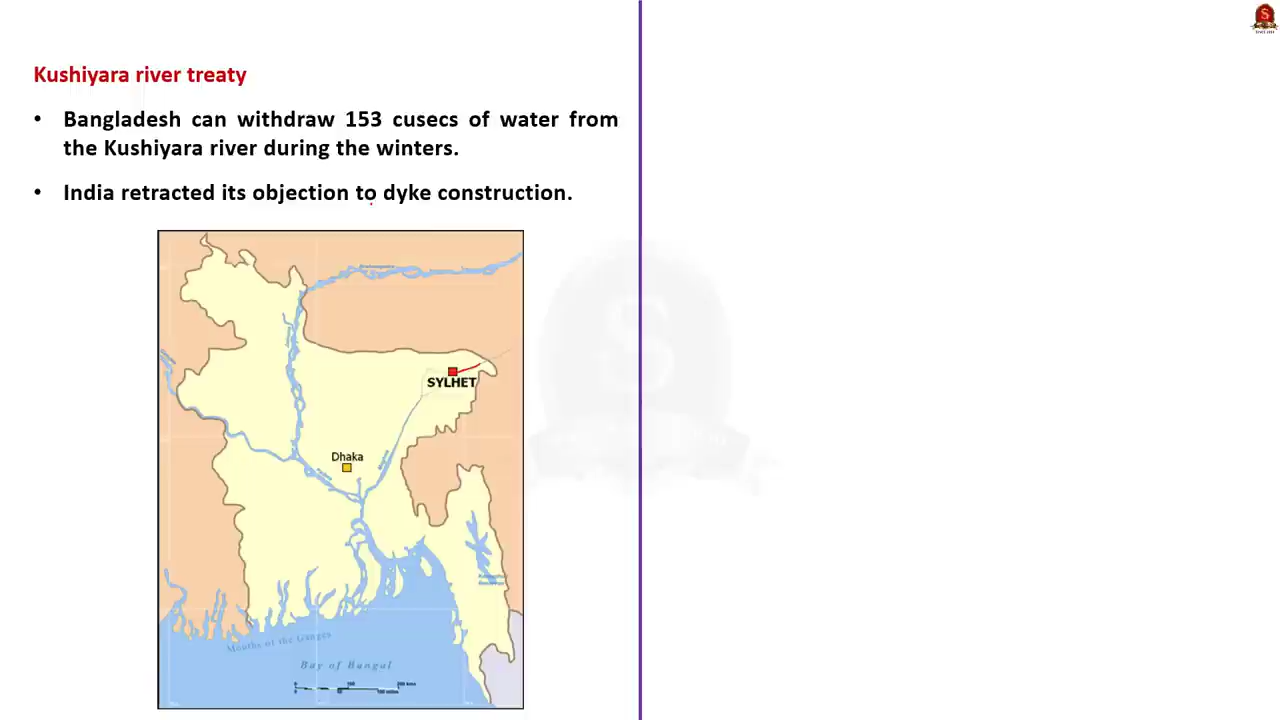 Kushiyara river treaty
• Bangladesh can withdraw 153 cusecs of water from
the Kushiyara river during the winters.
• India retracted its objection to dyke construction.
SYLHET
Dhaka
Mouths of the Ganges
Bay of Bangal